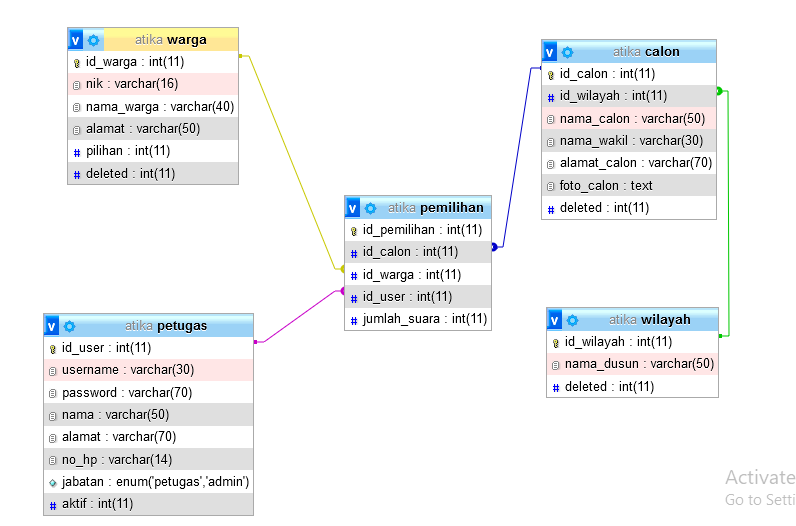 atika warga
id_warga : int(11)
nik : varchar(16)
nama_warga : varchar(40)
alamat : varchar(50)
pilihan : int(11)
deleted : int(11)
atika calon
id_calon : int(11)
id_wilayah : int(11)
nama_calon : varchar(50)
nama_wakil : varchar(30)
alamat_calon : varchar(70)
foto_calon : text
deleted : int(11)
atika pemilihan
id_pemilihan : int(11)
id_calon : int(11)
id_warga : int(11)
id_user : int(11)
jumlah_suara : int(11)
atika petugas
id_user : int(11)
username : varchar(30)
password : varchar(70)
nama : varchar(50)
alamat : varchar(70)
no_hp : varchar(14)
jabatan : enum('petugas','admin')
aktif : int(11)
atika wilayah
id_wilayah : int(11)
nama_dusun : varchar(50)
deleted : int(11)
Activate
Go to Setti